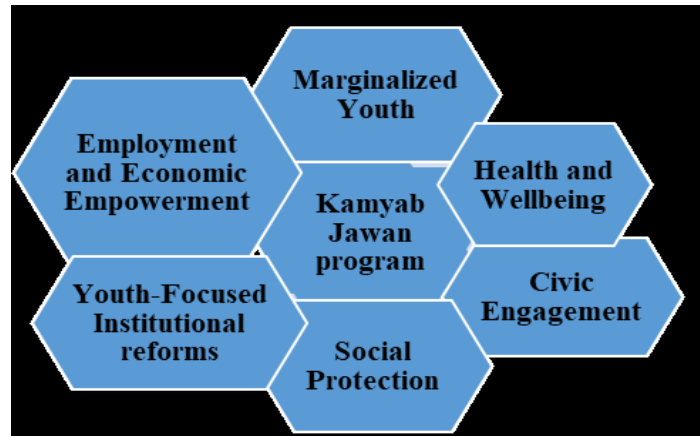 Marginalized
Youth
Employment
and Economic
Empowerment
Health and
Wellbeing
Kamyab
Jawan
program
Youth-Focused
Institutional
reforms
Civic
Engagement
Social
Protection